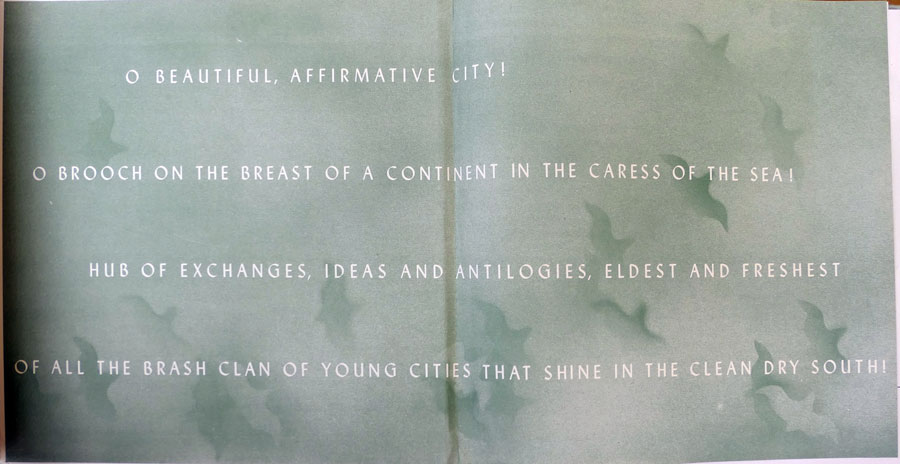 O BEAUTIFUL, AFFIRMATIVE CITY!
O BROOCH ON THE BREAST OF A CONTINENT IN THE CARESS OF THE SEA!
HUB OF EXCHANGES, IDEAS AND ANTILOGIES, ELDEST AND FRESHEST
OF ALL THE BRASH CLAN OF YOUNG CITIES THAT SHINE IN THE CLEAN DRY SOUTH!